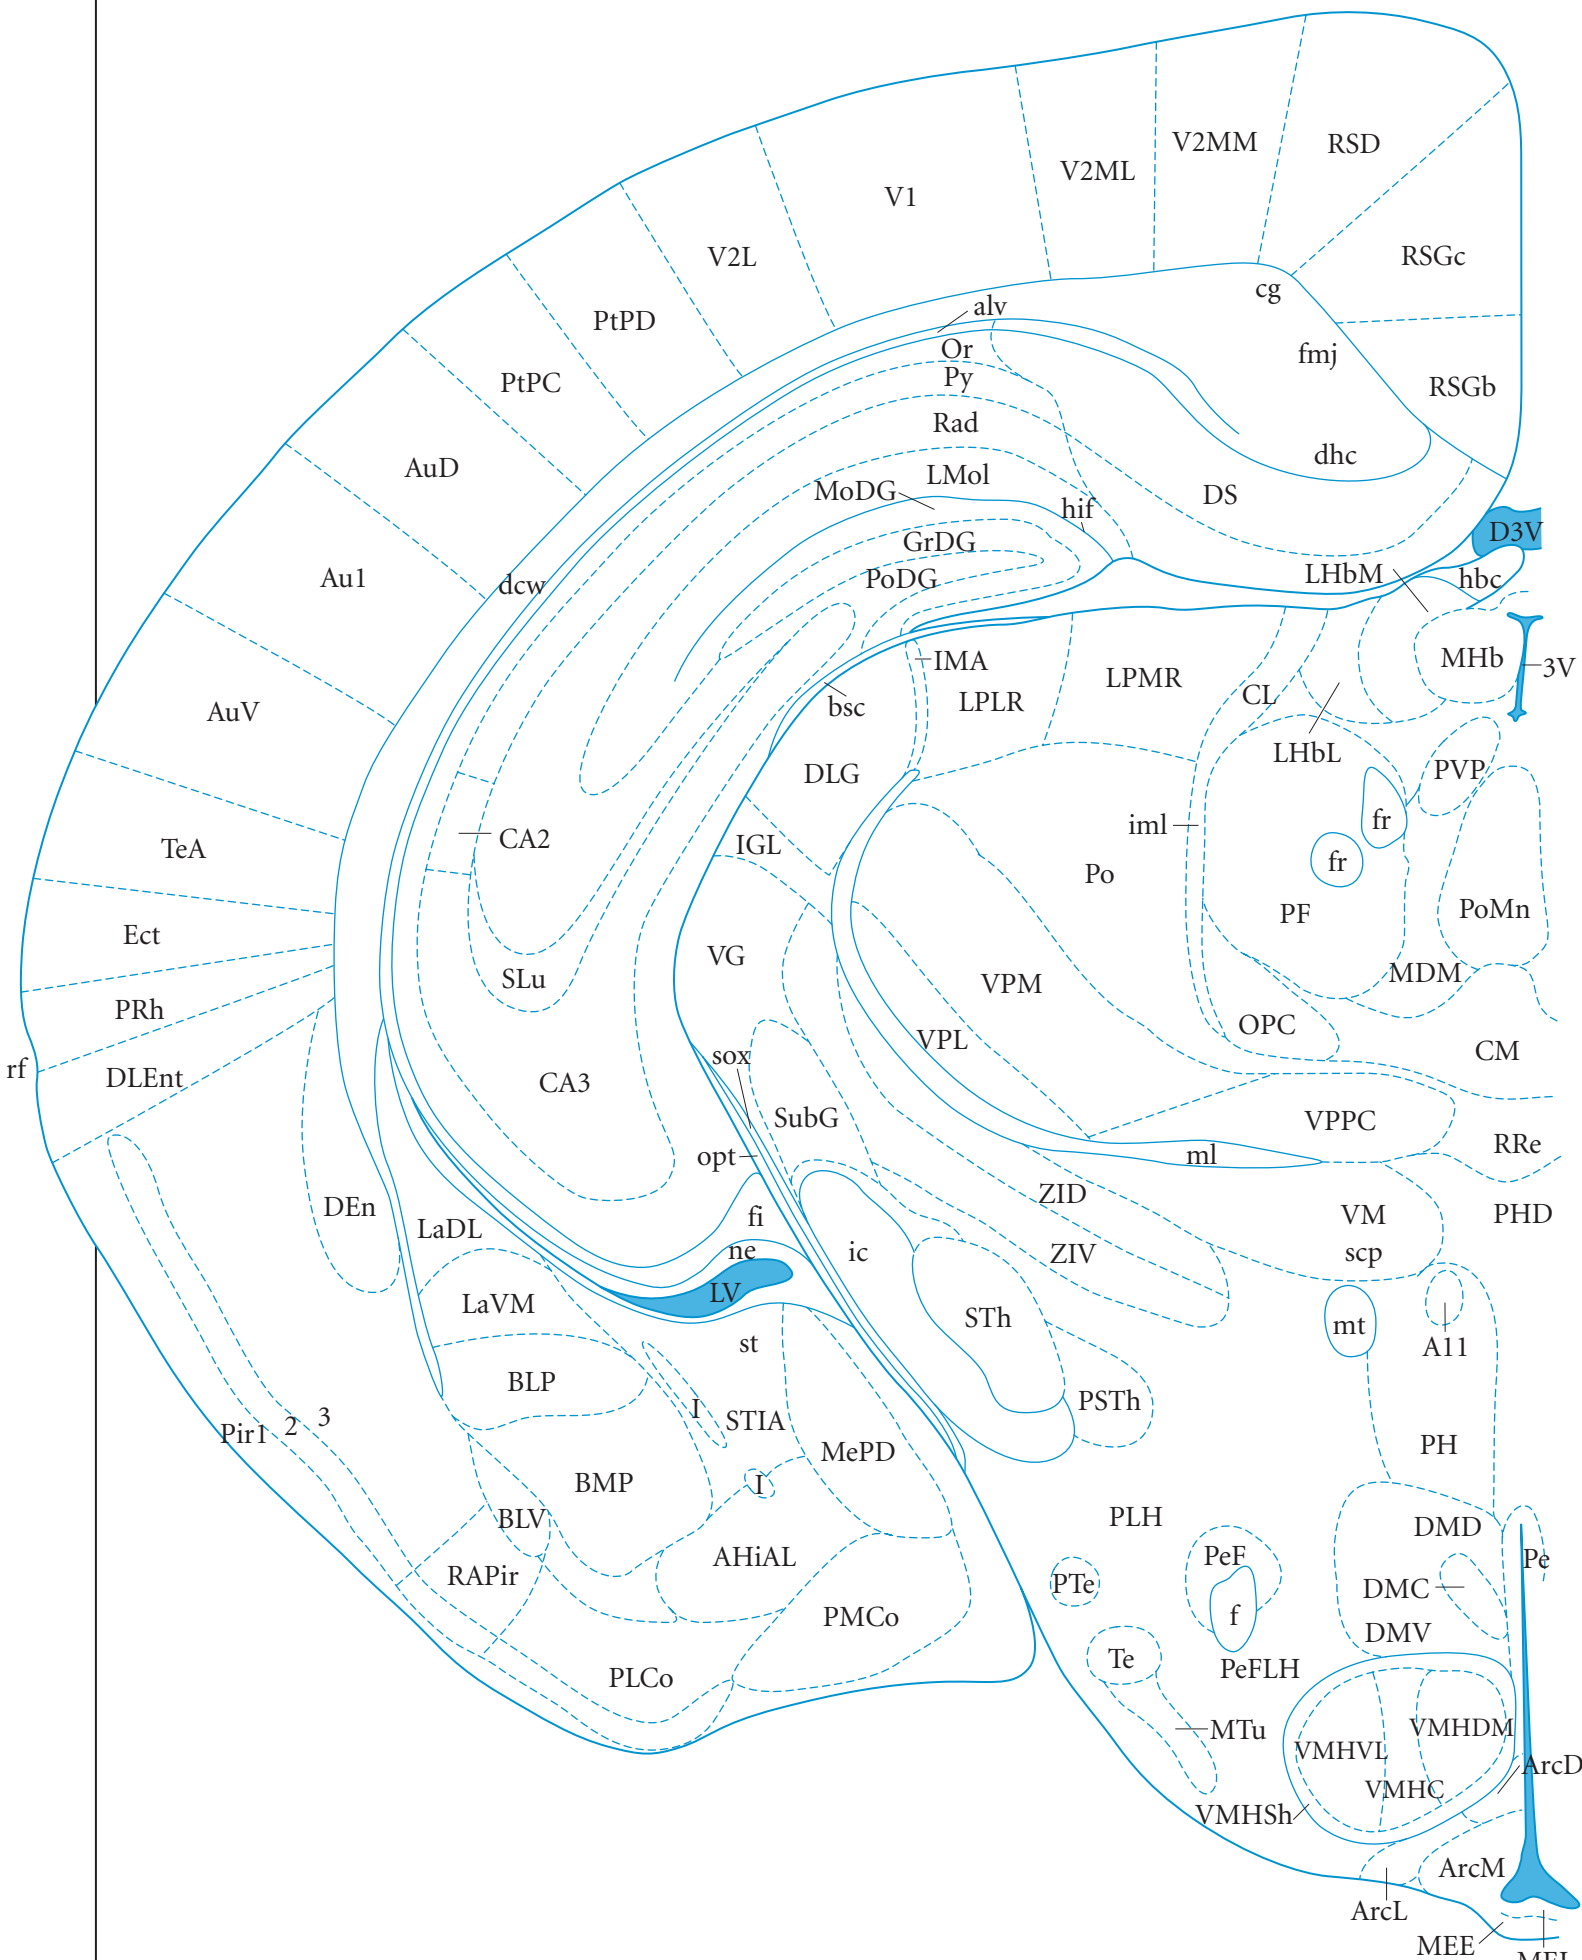 RSD
V2MM
V2ML
V1
V2L
RSGc
cg
alv
PtPD
Or
fmj
Py
PtPC
RSGb
Rad
dhc
AuD
LMol
MoDG
DS
hif
D3V
GrDG
LHbM
hbc
PoDG
Au1
dcw
IMA
MHb
3V
LPMR
LPLR
CL
bsc
AuV
LHbL
PVP
DLG
fr
iml
CA2
IGL
TeA
fr
Po
PF
PoMn
Ect
VG
MDM
SLu
VPM
PRh
OPC
VPL
CM
sox
rf
DLEnt
CA3
SubG
VPPC
RRe
opt
ml
ZID
DEn
LaDL
fi
VM
PHD
ne
ic
ZIV
scp
LV
LaVM
STh
mt
st
A11
BLP
PSTh
I
3
2
Pir1
STIA
PH
MePD
BMP
I
BLV
PLH
DMD
AHiAL
PeF
Pe
RAPir
PTe
DMC
f
PMCo
DMV
Te
PeFLH
PLCo
MTu
VMHDM
VMHVL
ArcD
VMHC
VMHSh
ArcM
ArcL
MEE